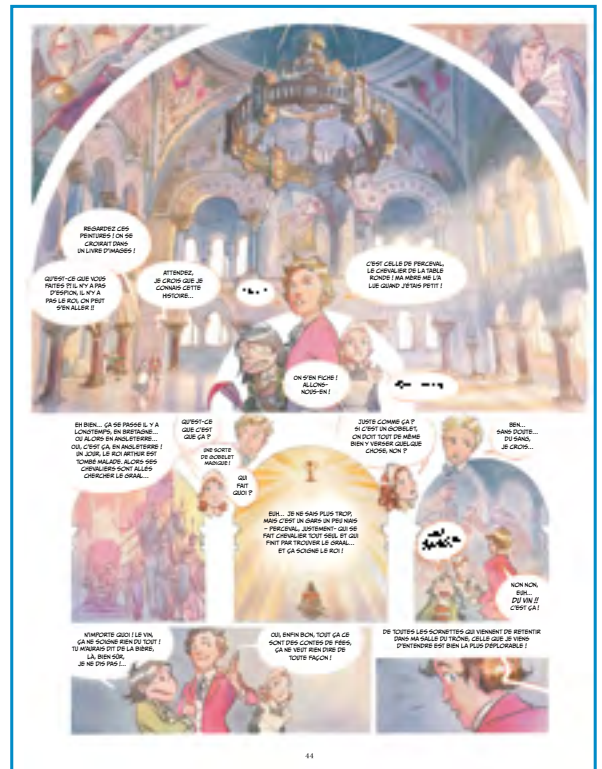 REGARDEZ CES
PEINTURES ! ON SE
CROIRAIT DANS
UN LIVRE D'IMAGES !
QU'EST-CE QUE VOUS
FAITES ?! IL N'Y A PAS
D'ESPION, IL N'Y A
PAS LE ROI, ON PEUT
S'EN ALLER !!
ATTENDEZ,
JE CROIS QUE JE
CONNAIS CETTE
HISTOIRE...
C'EST CELLE DE PERCEVAL,
LE CHEVALIER DE LA TABLE
RONDE ! MA MÈRE ME L'A
LUE QUAND J'ÉTAIS PETIT !
ON S'EN FICHE !
ALLONS-
NOUS-EN !
EH BIEN... ÇA SE PASSE IL Y A
LONGTEMPS, EN BRETAGNE...
OU ALORS EN ANGLETERRE...
OUI, C'EST ÇA, EN ANGLETERRE !
UN JOUR, LE ROI ARTHUR EST
TOMBÉ MALADE. ALORS SES
CHEVALIERS SONT ALLÉS
CHERCHER LE GRAAL...
QU'EST-CE
QUE C'EST
QUE ÇA ?
UNE SORTE
DE GOBELET
MAGIQUE !
QUI
FAIT
QUOI ?
EUH... JE NE SAIS PLUS TROP,
MAIS C'EST UN GARS UN PEU NIAIS
– PERCEVAL, JUSTEMENT- QUI SE
FAIT CHEVALIER TOUT SEUL ET QUI
FINIT PAR TROUVER LE GRAAL...
ET ÇA SOIGNE LE ROI !
JUSTE COMME ÇA ?
SI C'EST UN GOBELET,
ON DOIT TOUT DE MÊME
BIEN Y VERSER QUELQUE
CHOSE, NON ?
BEN...
SANS DOUTE...
DU SANG,
JE CROIS...
NON NON,
EUH...
DU VIN !!
C'EST ÇA !
N'IMPORTE QUOI ! LE VIN,
ÇA NE SOIGNE RIEN DU TOUT !
TU M'AURAIS DIT DE LA BIÈRE,
LÀ, BIEN SÛR,
JE NE DIS PAS !...
OUI, ENFIN BON, TOUT ÇA CE
SONT DES CONTES DE FÉES,
ÇA NE VEUT RIEN DIRE DE
TOUTE FAÇON !
DE TOUTES LES SORNETTES QUI VIENNENT DE RETENTIR
DANS MA SALLE DU TRÔNE, CELLE QUE JE VIENS
D'ENTENDRE EST BIEN LA PLUS DÉPLORABLE !
44